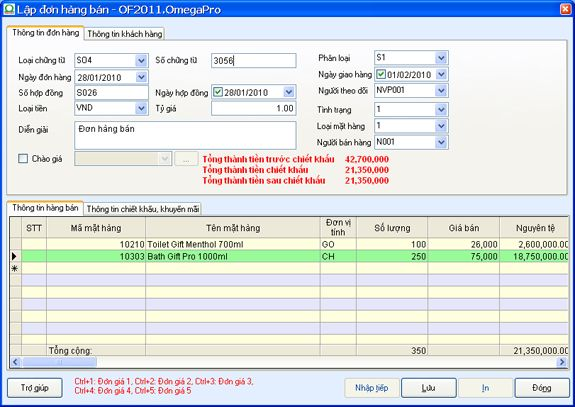 Lập đơn hàng bán - OF2011.OmegaPro
Thông tin đơn hàng Thông tin khách hàng
Loại chứng từ SO4 Số chứng từ 3056 Phân loại S1
Ngày đơn hàng 28/01/2010 Ngày giao hàng 01/02/2010
Số hợp đồng S026 Ngày hợp đồng 28/01/2010 Người theo dõi NVP001
Loại tiền VND Tỷ giá 1.00 Tình trạng 1
Diễn giải Đơn hàng bán Loại mặt hàng 1
Người bán hàng N001
Chào giá ... Tổng thành tiền trước chiết khấu 42,700,000
Tổng thành tiền chiết khấu 21,350,000
Tổng thành tiền sau chiết khấu 21,350,000
Thông tin hàng bán Thông tin chiết khấu, khuyến mãi
STT Mã mặt hàng Tên mặt hàng Đơn vị tính Số lượng Giá bán Nguyên tệ
10210 Toilet Gift Menthol 700ml GO 100 26,000 2,600,000.00
10303 Bath Gift Pro 1000ml CH 250 75,000 18,750,000.00
Tổng cộng: 350 21,350,000.00
Trợ giúp Ctrl+1: Đơn giá 1, Ctrl+2: Đơn giá 2, Ctrl+3: Đơn giá 3, Nhập tiếp Lưu In Đóng
Ctrl+4: Đơn giá 4, Ctrl+5: Đơn giá 5